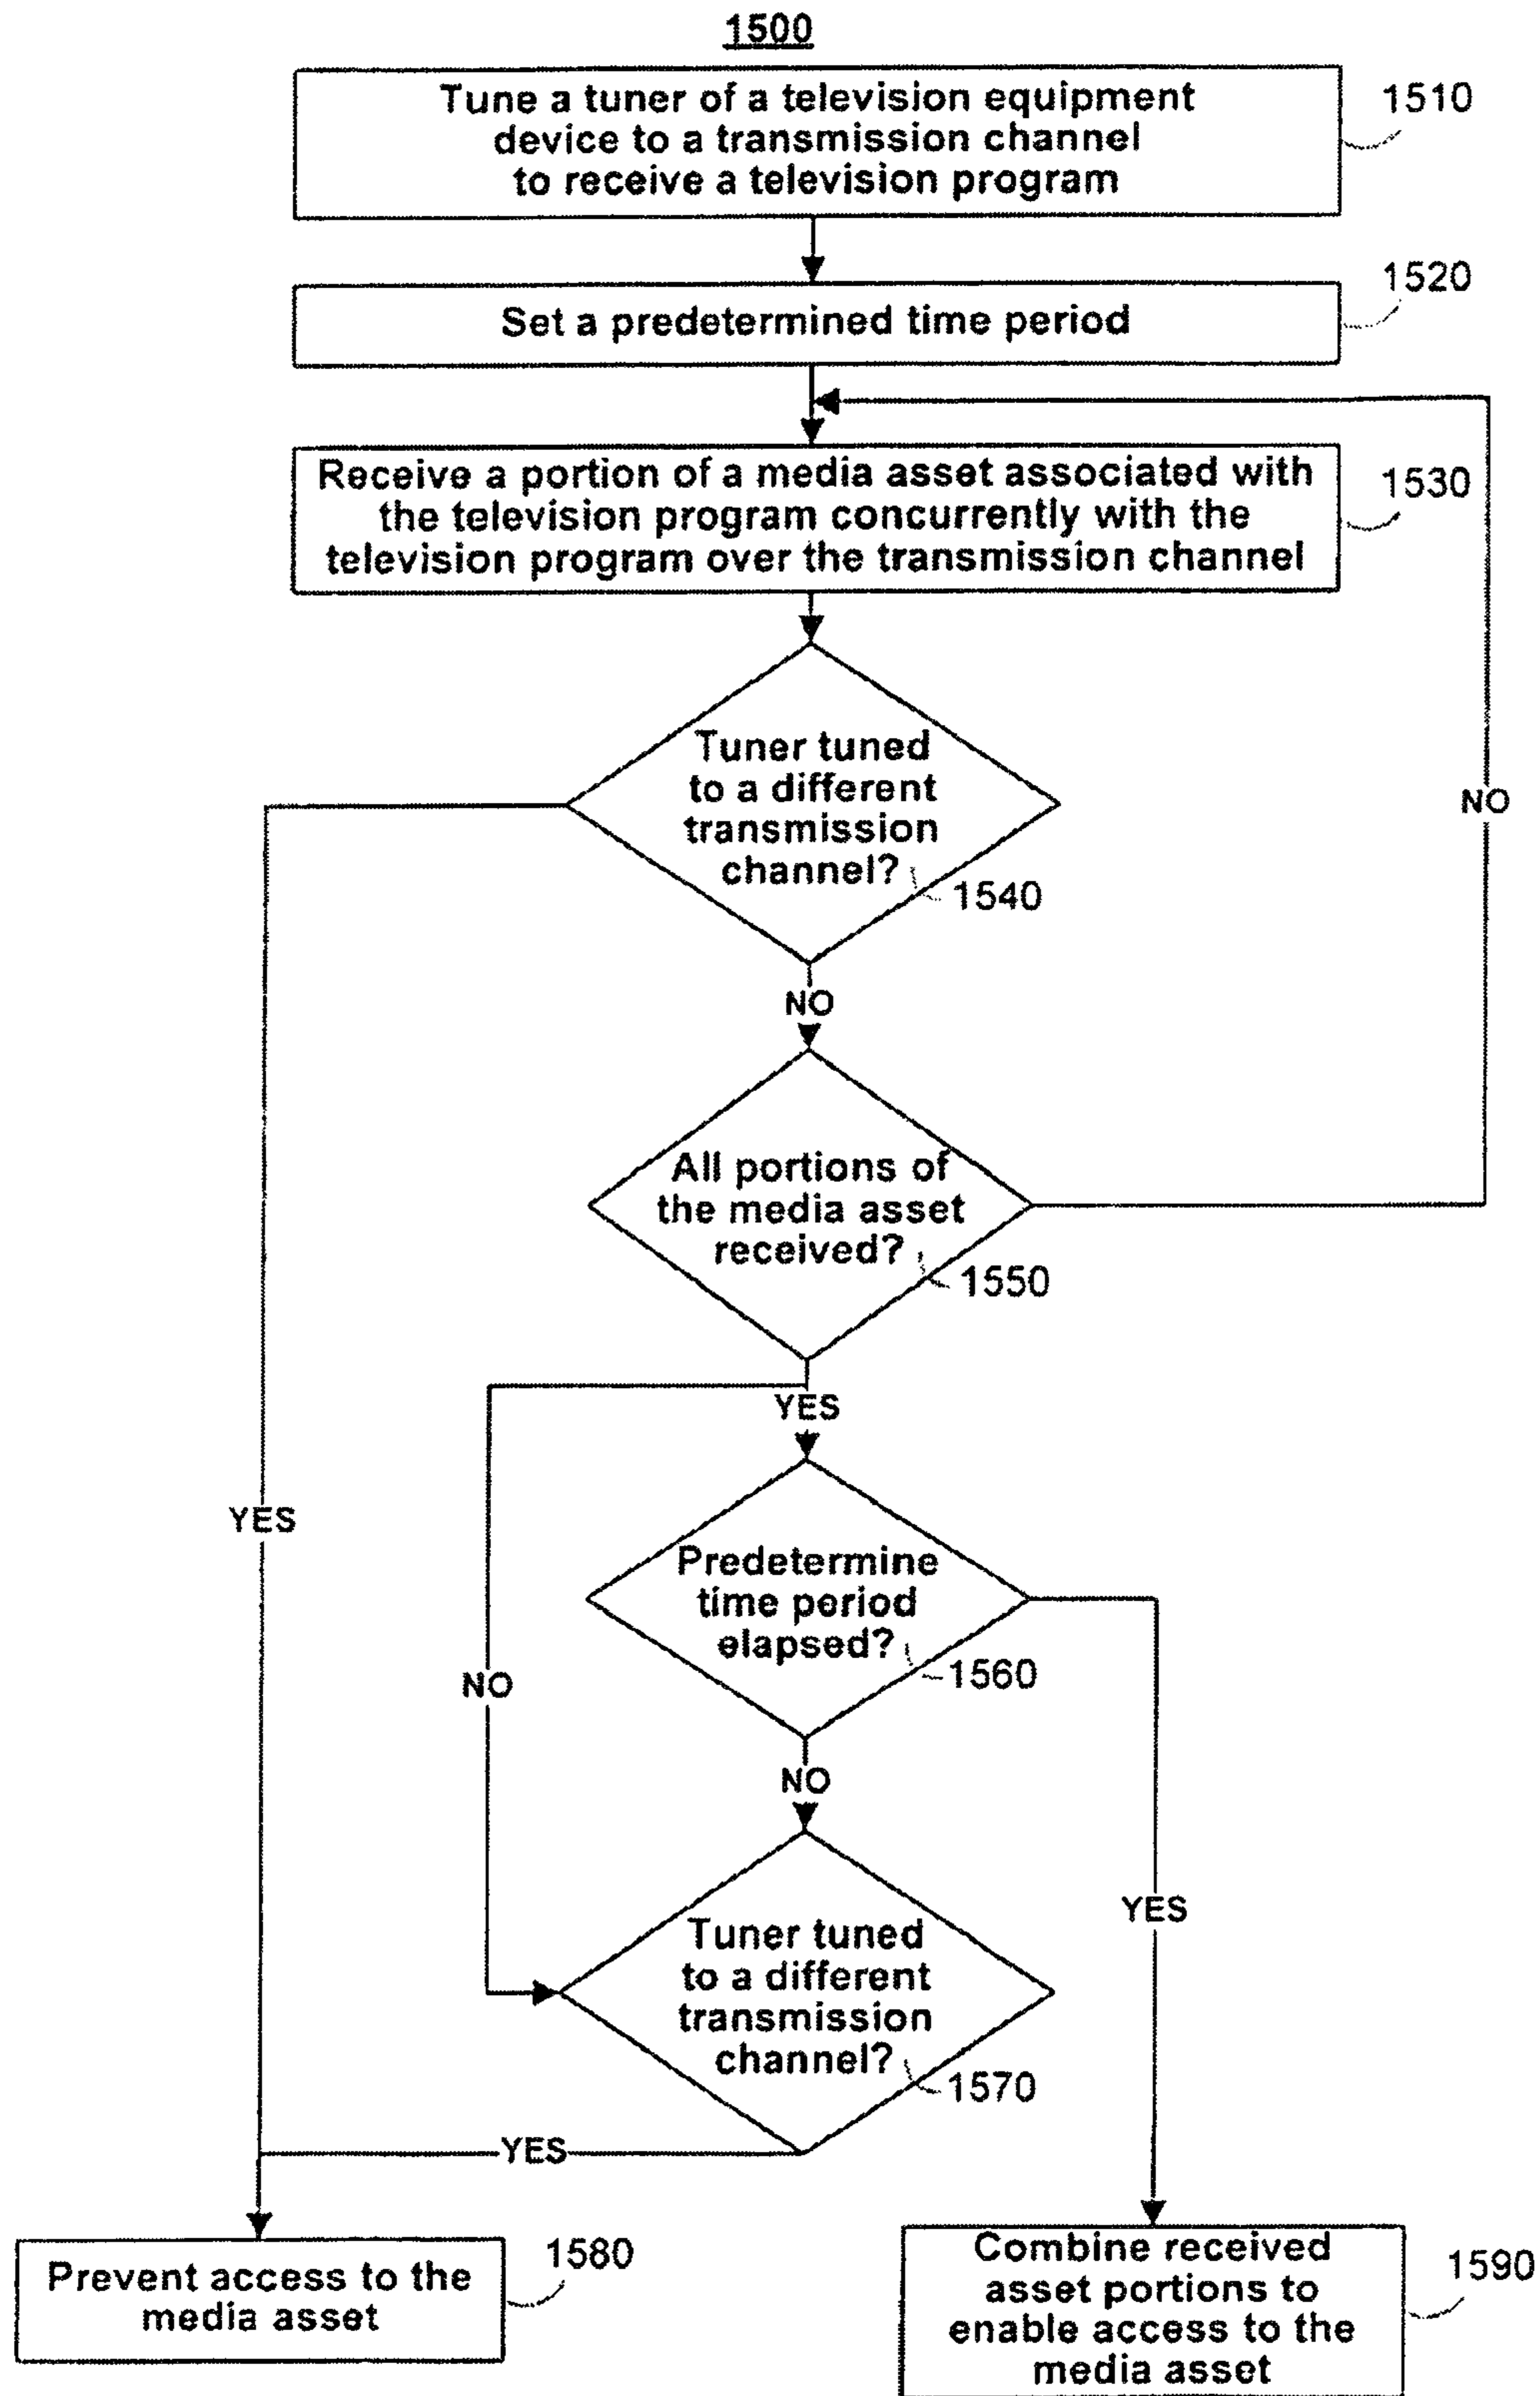 1500
Tune a tuner of a television equipment
device to a transmission channel
to receive a television program
1510
Set a predetermined time period
1520
Receive a portion of a media asset associated with
the television program concurrently with the
television program over the transmission channel
1530
Tuner tuned
to a different
transmission
channel?
1540
NO
NO
All portions of
the media asset
received?
1550
YES
YES
Predetermine
time period
elapsed?
1560
NO
NO
YES
Tuner tuned
to a different
transmission
channel?
1570
YES
Prevent access to the
media asset
1580
Combine received
asset portions to
enable access to the
media asset
1590